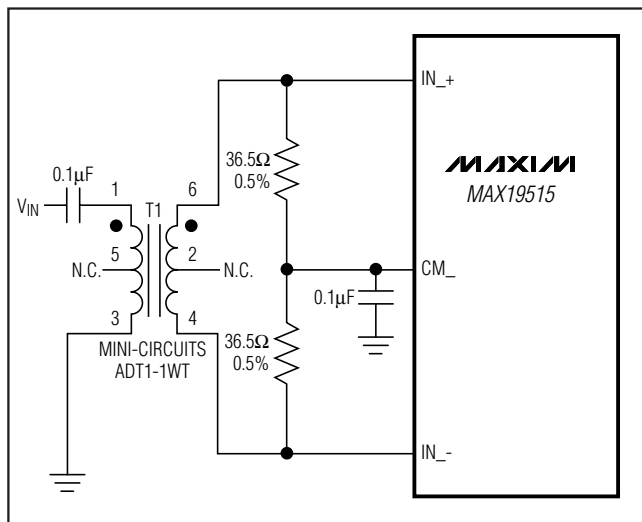 IN_+
36.5Ω
0.5%
MAXIM
MAX19515
0.1µF
VIN
1
T1
6
5
2
N.C.
N.C.
CM_
0.1µF
3
4
36.5Ω
0.5%
MINI-CIRCUITS
ADT1-1WT
IN_-